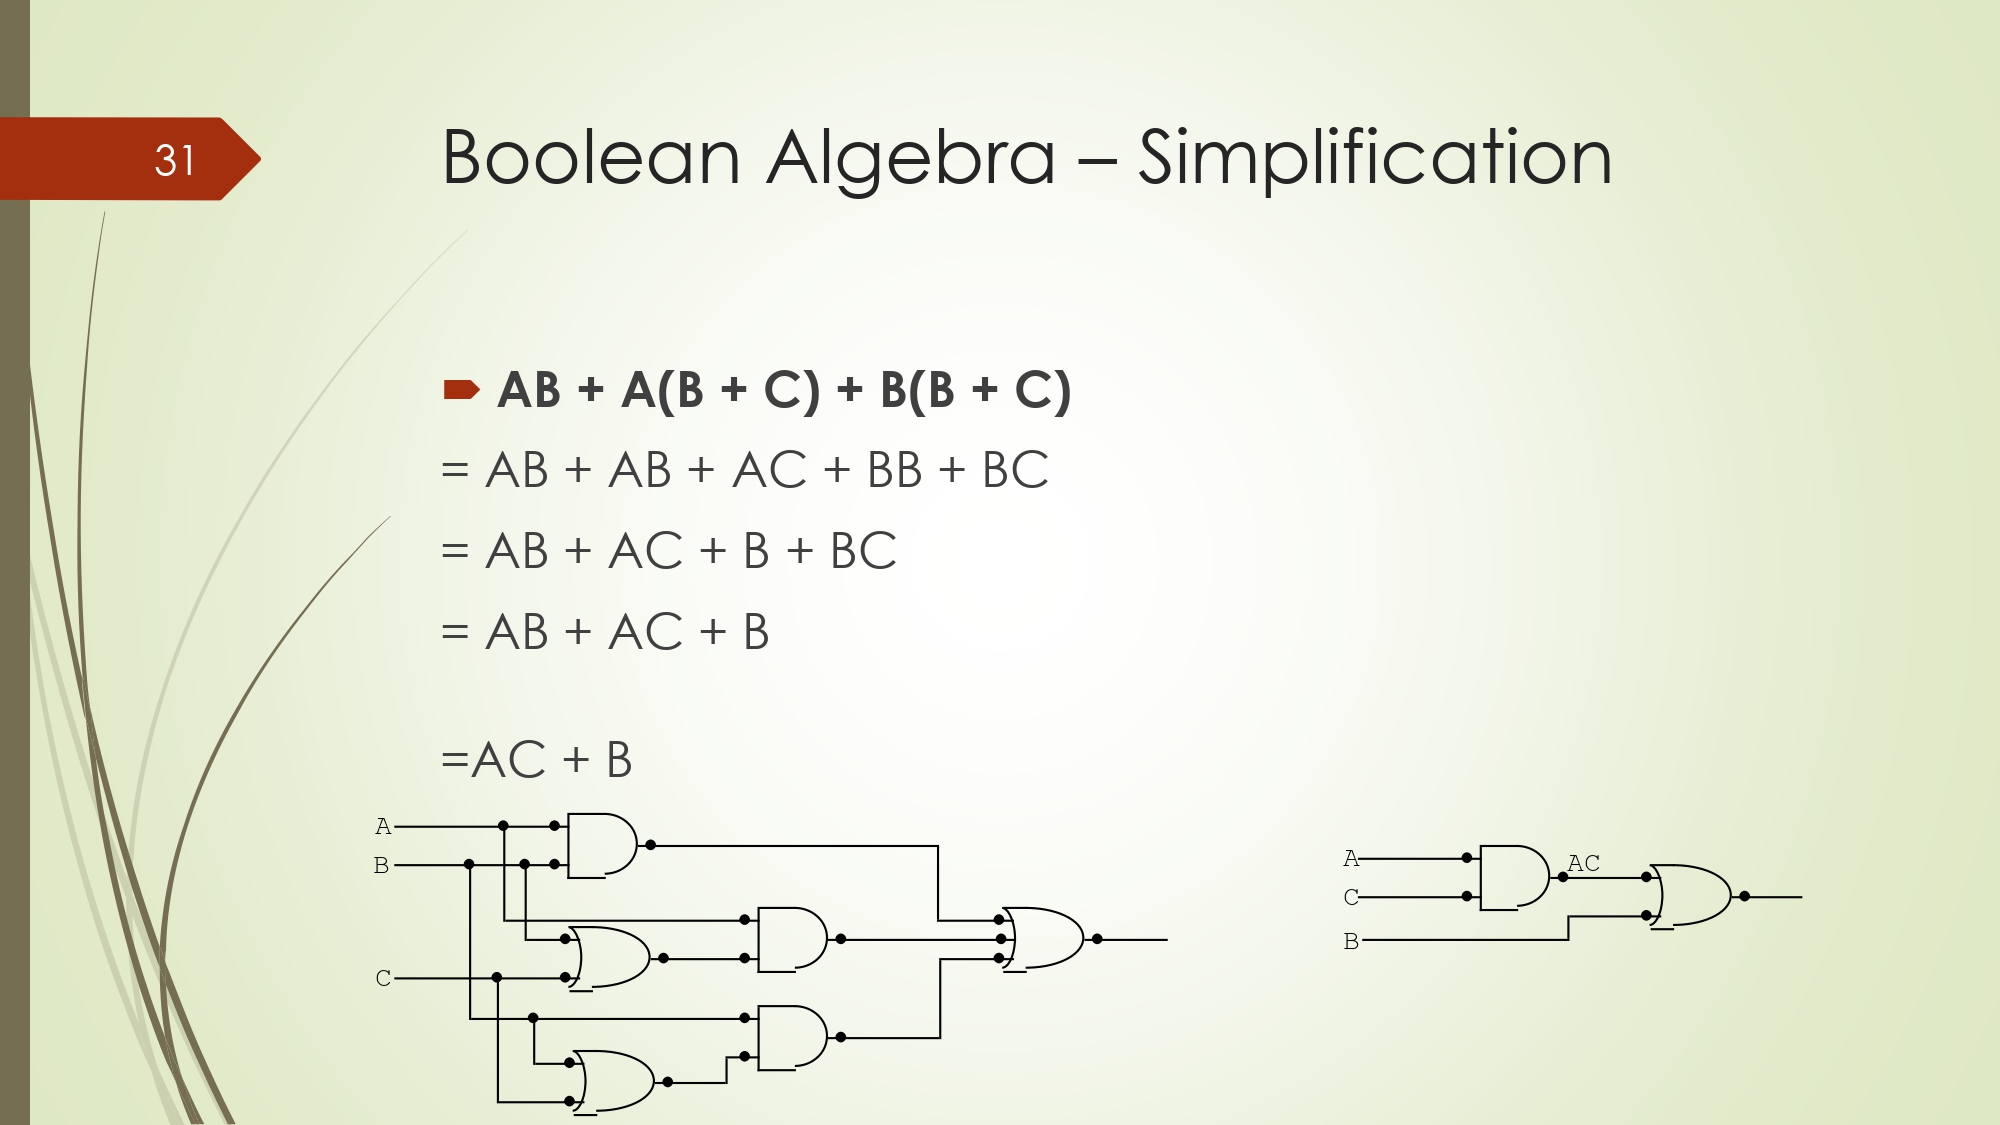 31
Boolean Algebra – Simplification
AB + A(B + C) + B(B + C)
= AB + AB + AC + BB + BC
= AB + AC + B + BC
= AB + AC + B
=AC + B
A
B
C
A
AC
C
B